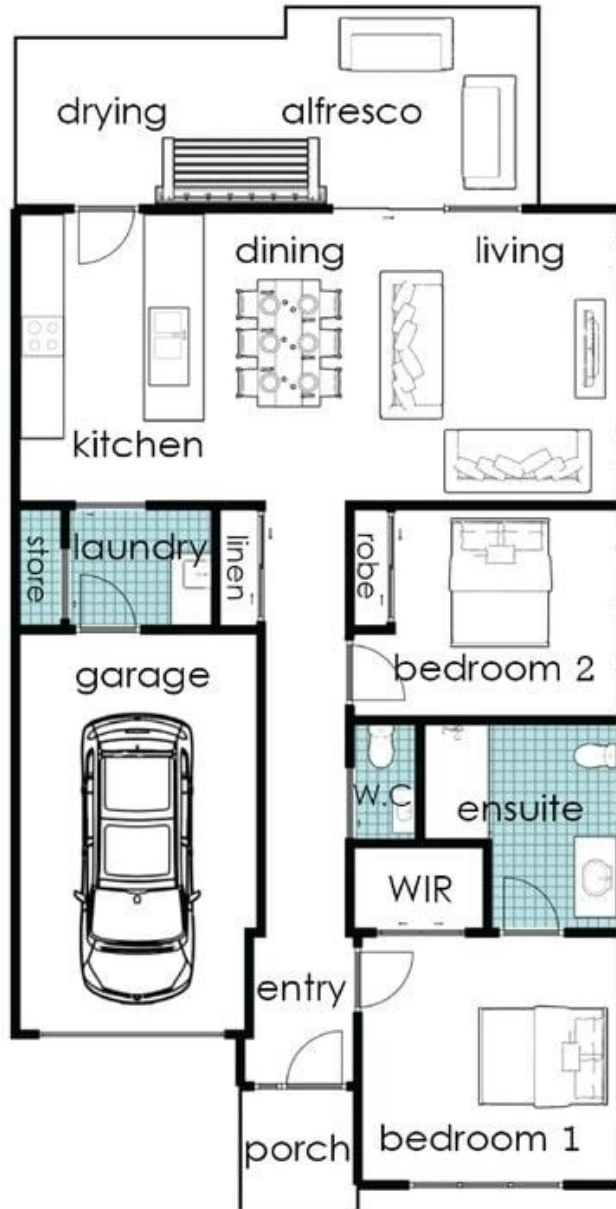 drying
alfresco
dining
living
kitchen
store
laundry
linen
robe
bedroom 2
garage
W.C
ensuite
WIR
entry
porch
bedroom 1